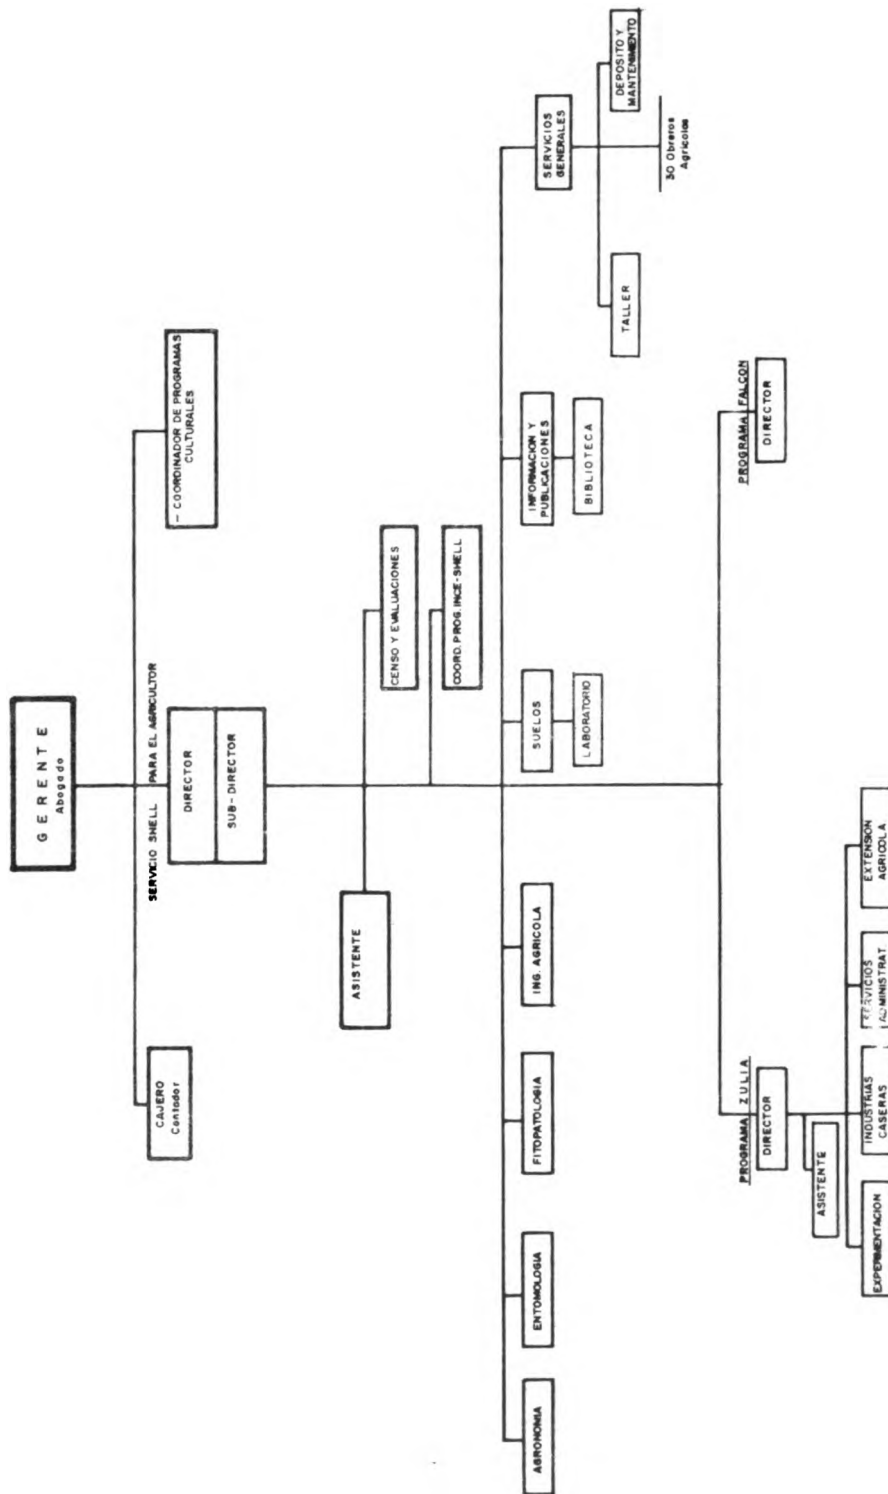 GERENTE
Abogado
CAJERO
Contador
SERVICIO SHELL PARA EL AGRICULTOR
DIRECTOR
SUB-DIRECTOR
- COORDINADOR DE PROGRAMAS
CULTURALES
ASISTENTE
CENSO Y EVALUACIONES
COORD. PROG. INCE-SHELL
AGRONOMIA
ENTOMOLOGIA
FITOPATOLOGIA
ING. AGRICOLA
SUELOS
LABORATORIO
INFORMACION Y
PUBLICACIONES
BIBLIOTECA
SERVICIOS
GENERALES
TALLER
30 Obreros
Agricolas
DEPOSITO Y
MANTENIMIENTO
PROGRAMA ZULIA
DIRECTOR
ASISTENTE
EXPERIMENTACION
INDUSTRIAS
CASERAS
SERVICIOS
ADMINISTRAT
EXTENSION
AGRICOLA
PROGRAMA FALCON
DIRECTOR